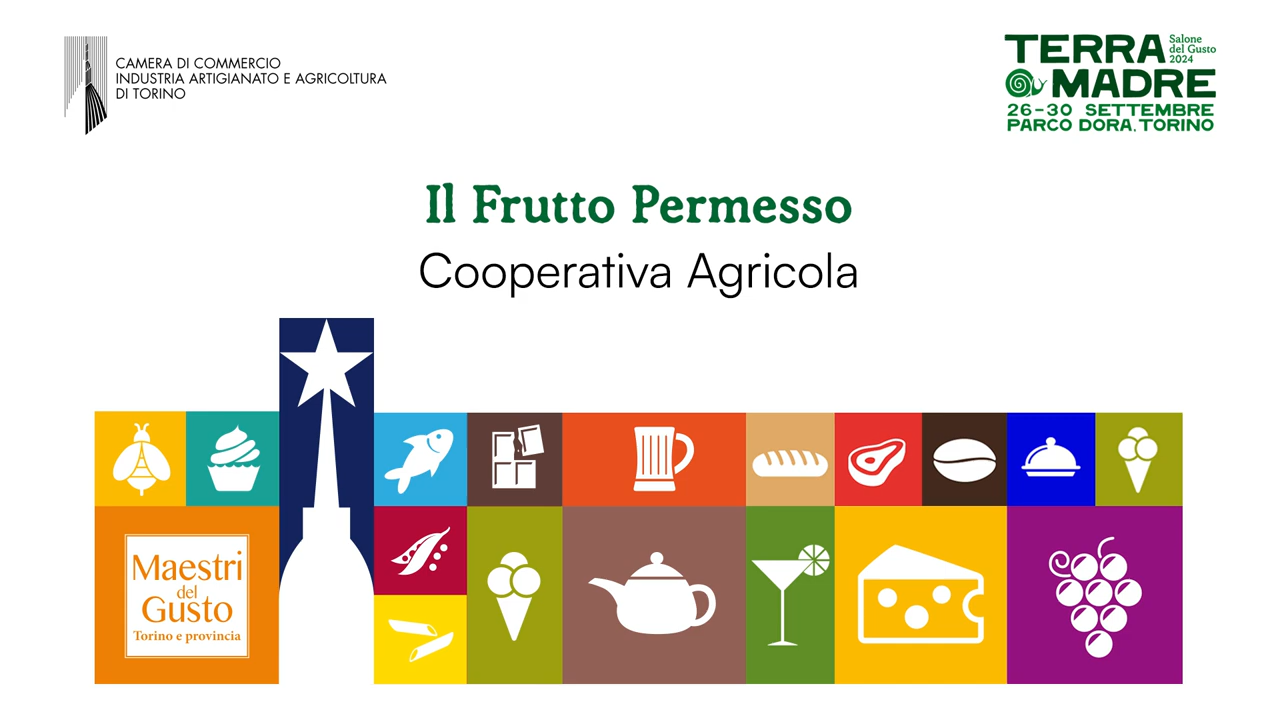 CAMERA DI COMMERCIO
INDUSTRIA ARTIGIANATO E AGRICOLTURA
DI TORINO
TERRA
Salone
del Gusto
2024
MADRE
26-30 SETTEMBRE
PARCO DORA, TORINO
Il Frutto Permesso
Cooperativa Agricola
Maestri
del
Gusto
Torino e provincia